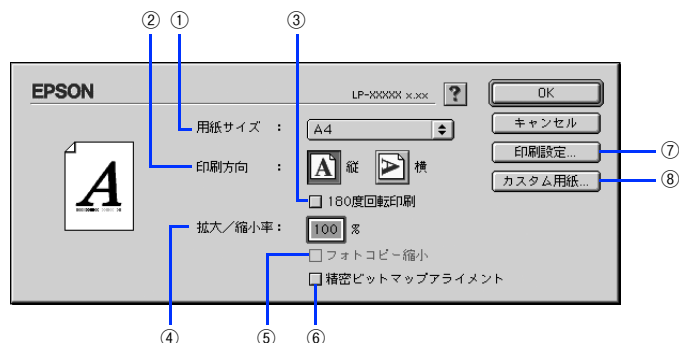 ② ① ③
EPSON
LP-XXXXX x.xx
?
OK
用紙サイズ :
A4
キャンセル
印刷方向 :
A 縦
A 横
印刷設定... ⑦
カスタム用紙... ⑧
A
180度回転印刷
拡大/縮小率:
100 %
フォトコピー縮小
精密ビットマップアライメント
④ ⑤ ⑥